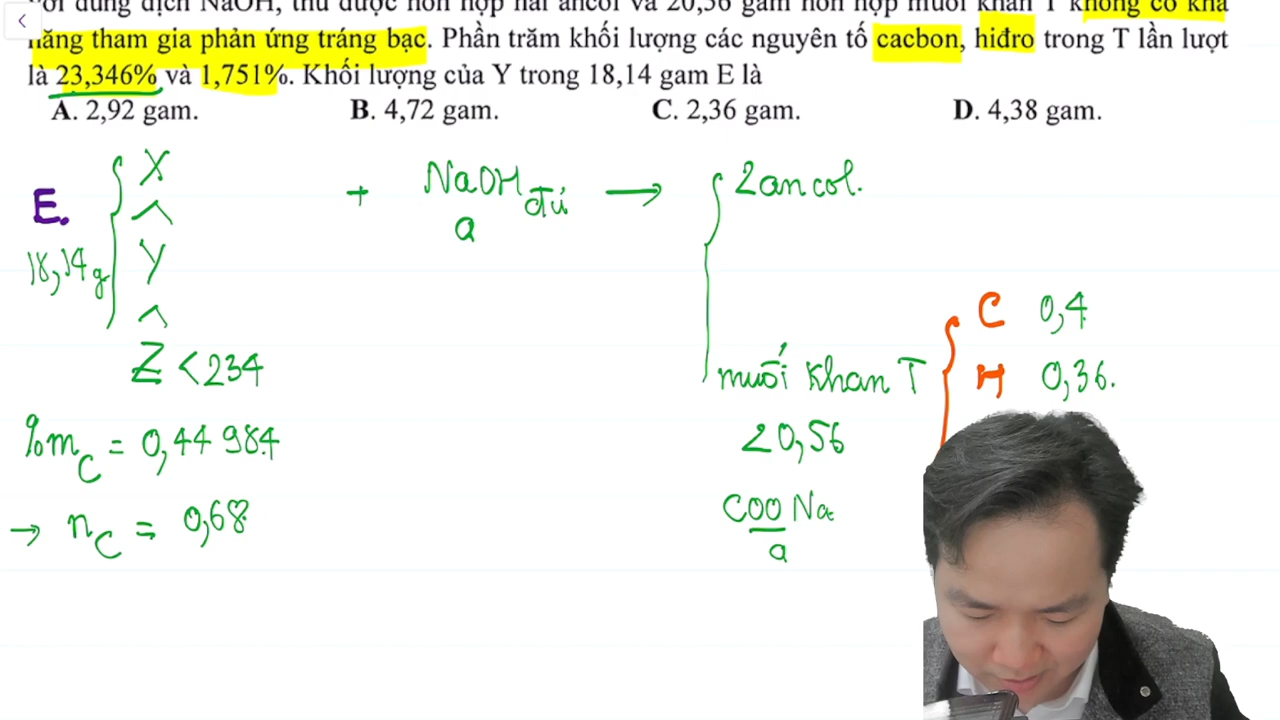 với dung dịch NaOH, thu được hỗn hợp hai ancol và 20,56 gam hỗn hợp muối khan T không có khả
năng tham gia phản ứng tráng bạc. Phần trăm khối lượng các nguyên tố cacbon, hiđro trong T lần lượt
là 23,346% và 1,751%. Khối lượng của Y trong 18,14 gam E là
A. 2,92 gam. B. 4,72 gam. C. 2,36 gam. D. 4,38 gam.
E. 18,14g { X < Y < Z < 234
+ NaOH đủ → { 2 ancol.
a
muối khan T { C 0,4
H 0,36.
20,56
COONa
a
%mC = 0,44984
→ nC = 0,68